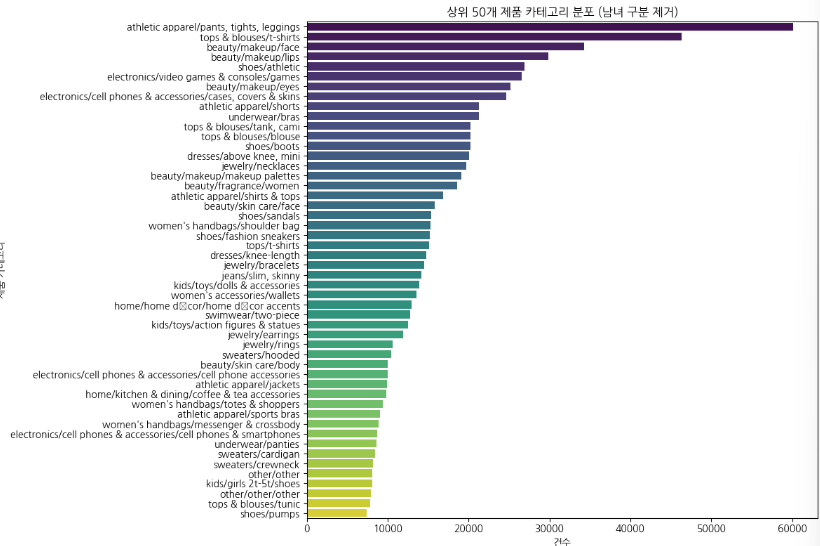 상위 50개 제품 카테고리 분포 (남녀 구분 제거)
athletic apparel/pants, tights, leggings
tops & blouses/t-shirts
beauty/makeup/face
beauty/makeup/lips
shoes/athletic
electronics/video games & consoles/games
beauty/makeup/eyes
electronics/cell phones & accessories/cases, covers & skins
athletic apparel/shorts
underwear/bras
tops & blouses/tank, cami
tops & blouses/blouse
shoes/boots
dresses/above knee, mini
jewelry/necklaces
beauty/makeup/makeup palettes
beauty/fragrance/women
athletic apparel/shirts & tops
beauty/skin care/face
shoes/sandals
women's handbags/shoulder bag
shoes/fashion sneakers
tops/t-shirts
dresses/knee-length
jewelry/bracelets
jeans/slim, skinny
kids/toys/dolls & accessories
women's accessories/wallets
home/home d□cor/home d□cor accents
swimwear/two-piece
kids/toys/action figures & statues
jewelry/earrings
jewelry/rings
sweaters/hooded
beauty/skin care/body
electronics/cell phones & accessories/cell phone accessories
athletic apparel/jackets
home/kitchen & dining/coffee & tea accessories
women's handbags/totes & shoppers
athletic apparel/sports bras
women's handbags/messenger & crossbody
electronics/cell phones & accessories/cell phones & smartphones
underwear/panties
sweaters/cardigan
sweaters/crewneck
other/other
kids/girls 2t-5t/shoes
other/other/other
tops & blouses/tunic
shoes/pumps
0 10000 20000 30000 40000 50000 60000
건수